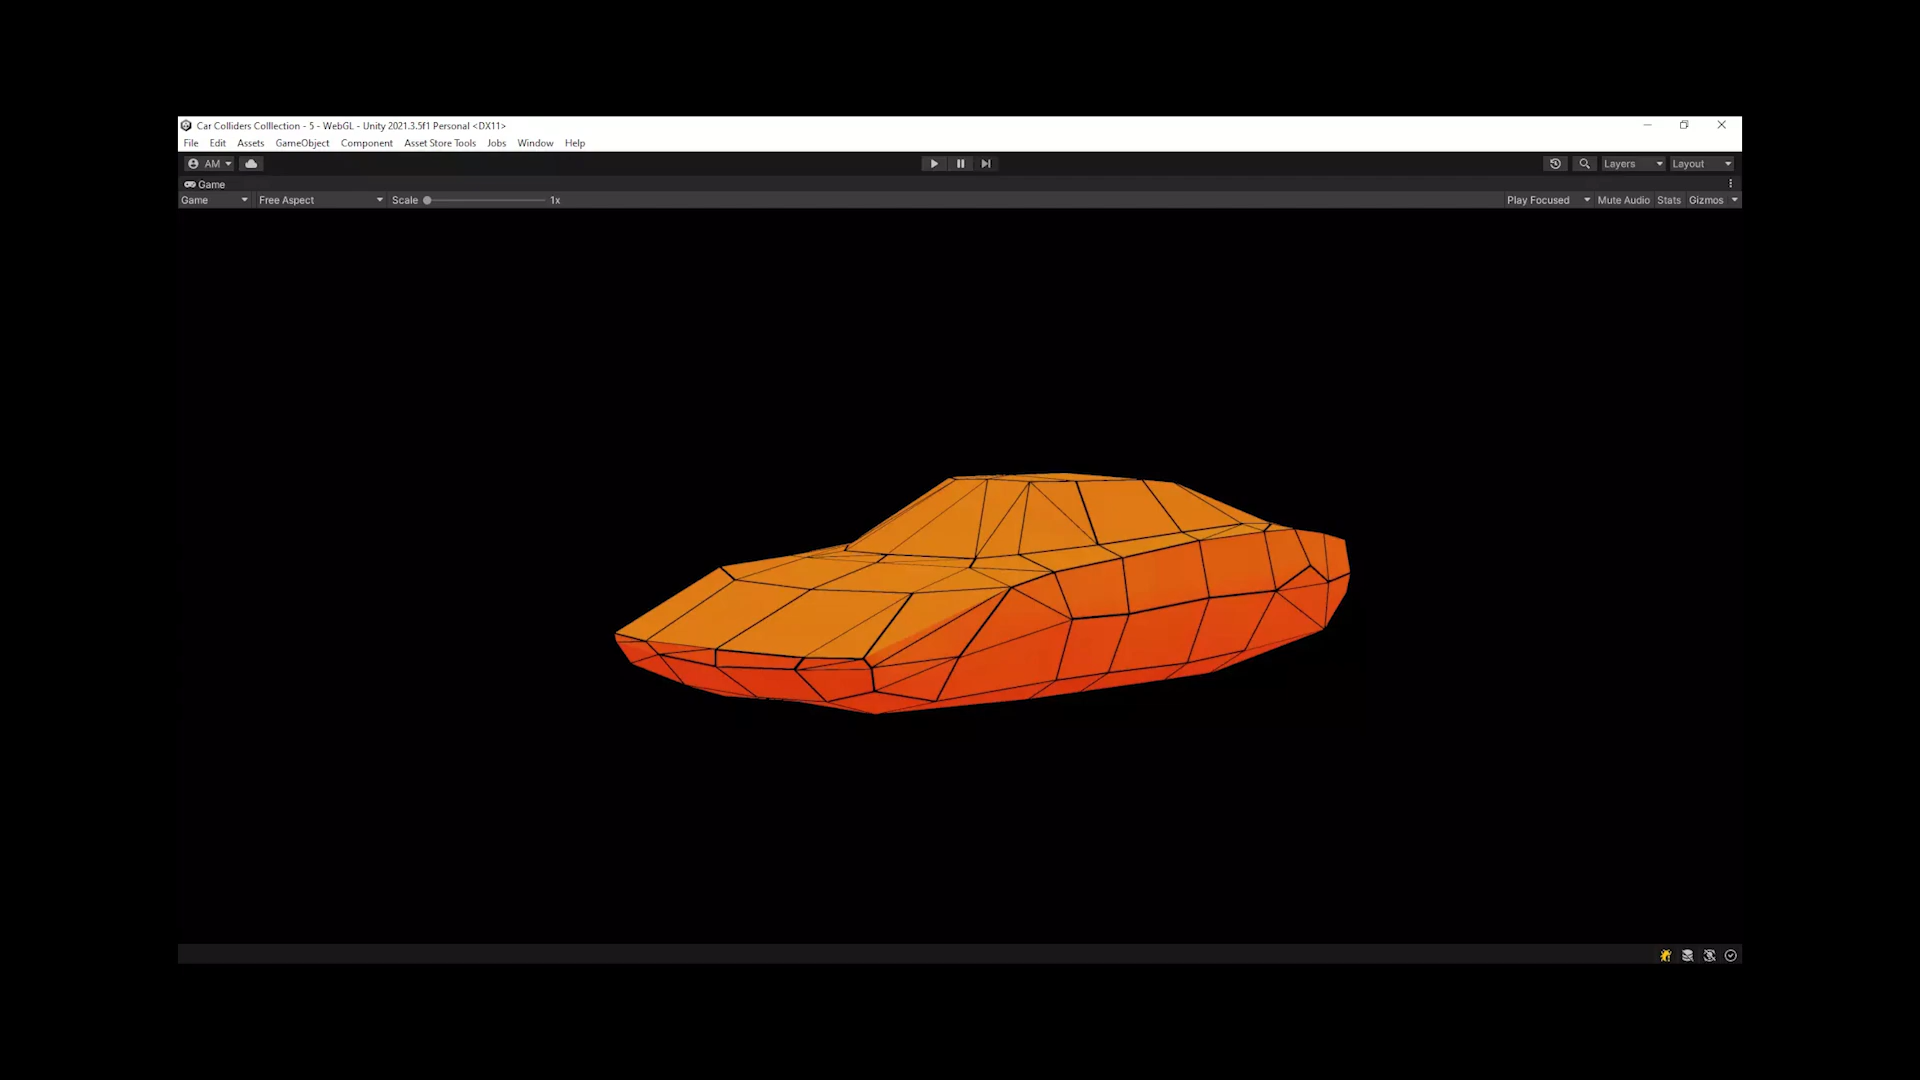 Car Colliders Colllection - 5 - WebGL - Unity 2021.3.5f1 Personal <DX11>
File Edit Assets GameObject Component Asset Store Tools Jobs Window Help
AM Layers Layout
Game
Game Free Aspect Scale 1x Play Focused Mute Audio Stats Gizmos